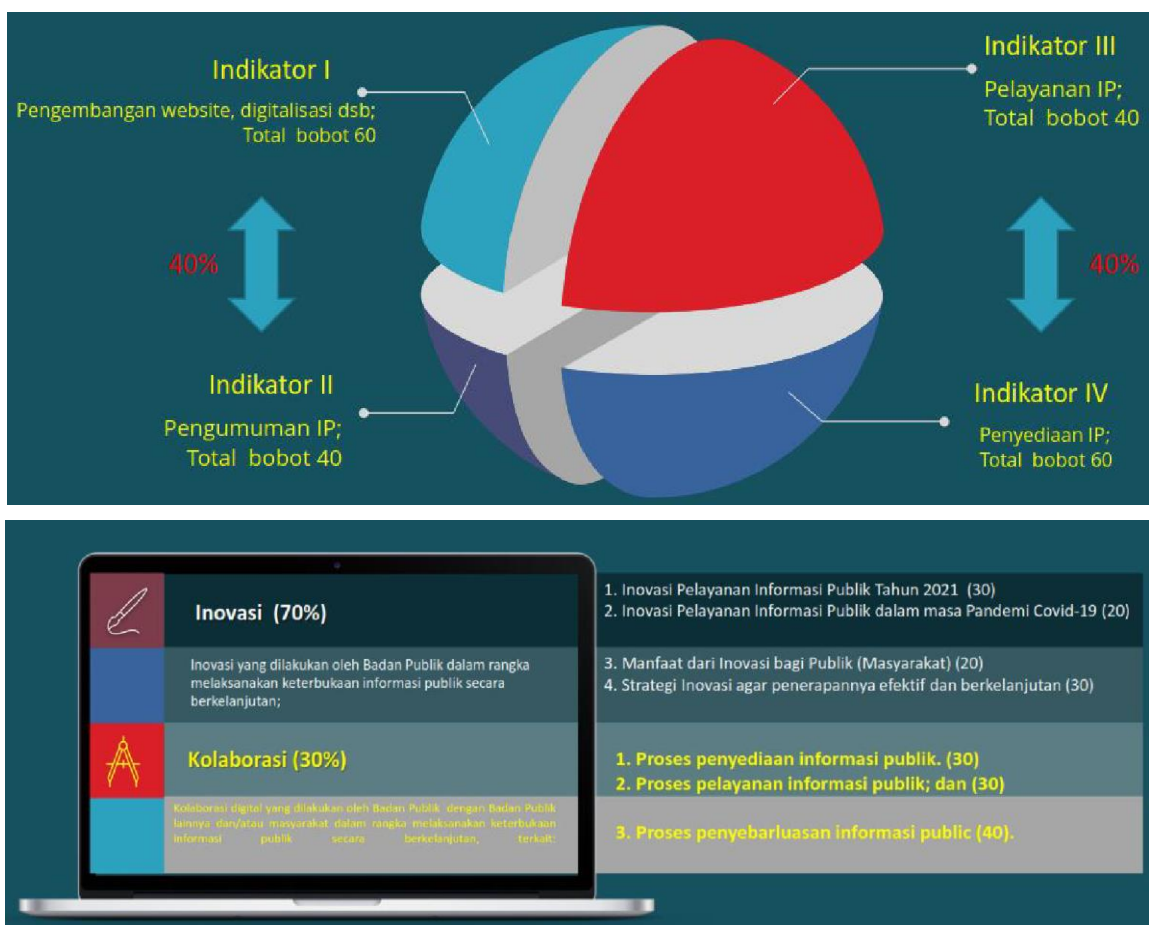 Indikator I
Pengembangan website, digitalisasi dsb;
Total bobot 60
40%
Indikator II
Pengumuman IP;
Total bobot 40
Indikator III
Pelayanan IP;
Total bobot 40
40%
Indikator IV
Penyediaan IP;
Total bobot 60
Inovasi (70%)
Inovasi yang dilakukan oleh Badan Publik dalam rangka
melaksanakan keterbukaan informasi publik secara
berkelanjutan;
Kolaborasi (30%)
Kolaborasi digital yang dilakukan oleh Badan Publik dengan Badan Publik
lainnya dan/atau masyarakat dalam rangka melaksanakan keterbukaan
informasi publik secara berkelanjutan, terkait:
1. Inovasi Pelayanan Informasi Publik Tahun 2021 (30)
2. Inovasi Pelayanan Informasi Publik dalam masa Pandemi Covid-19 (20)
3. Manfaat dari Inovasi bagi Publik (Masyarakat) (20)
4. Strategi Inovasi agar penerapannya efektif dan berkelanjutan (30)
1. Proses penyediaan informasi publik. (30)
2. Proses pelayanan informasi publik; dan (30)
3. Proses penyebarluasan informasi public (40).